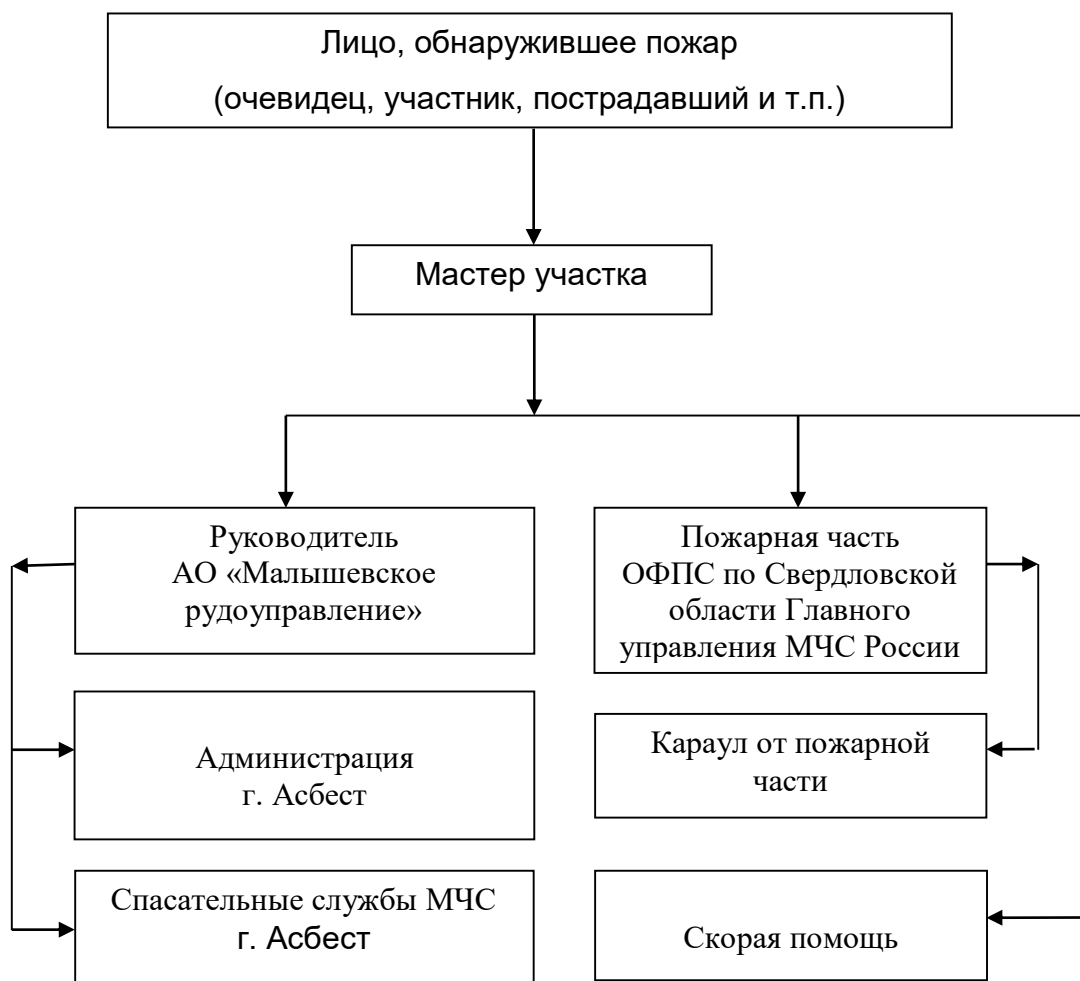 Лицо, обнаружившее пожар
(очевидец, участник, пострадавший и т.п.)
Мастер участка
Руководитель
АО «Малышевское
рудоуправление»
Пожарная часть
ОФПС по Свердловской
области Главного
управления МЧС России
Администрация
г. Асбест
Караул от пожарной
части
Спасательные службы МЧС
г. Асбест
Скорая помощь